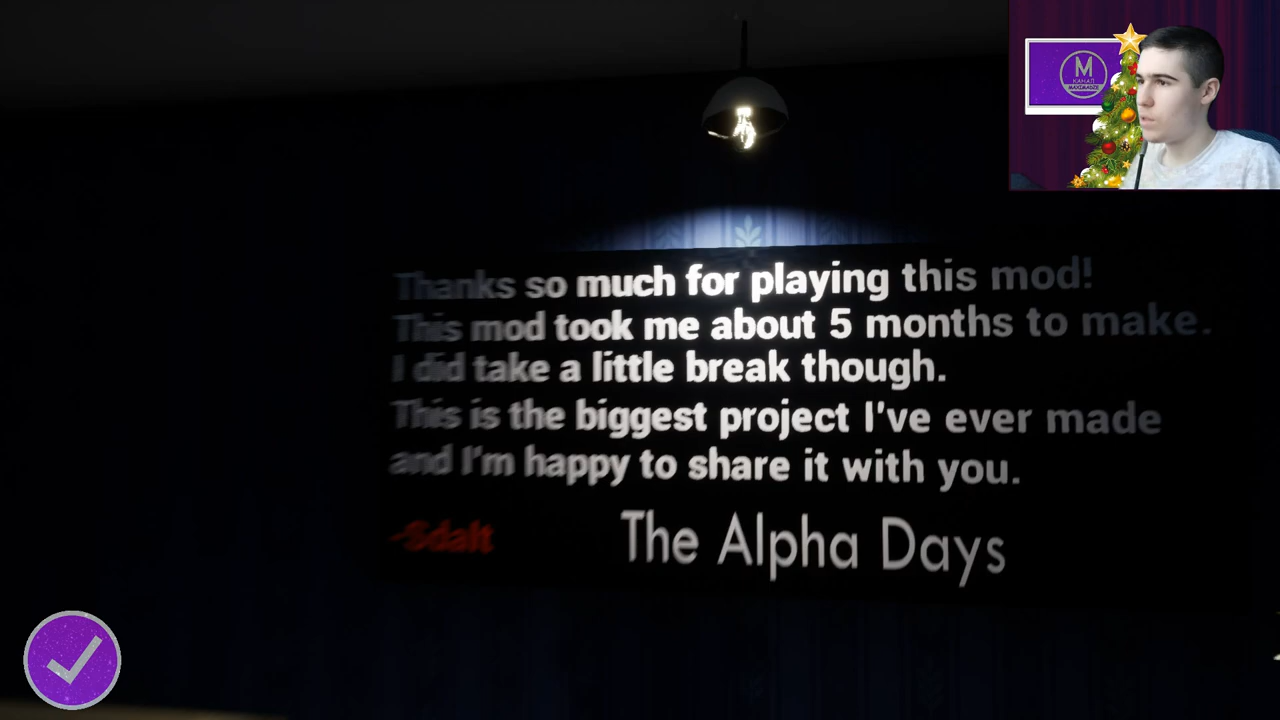 M
КАНАЛ
MAXIMADZE
Thanks so much for playing this mod!
This mod took me about 5 months to make.
I did take a little break though.
This is the biggest project I've ever made
and I'm happy to share it with you.
-Sdalt
The Alpha Days